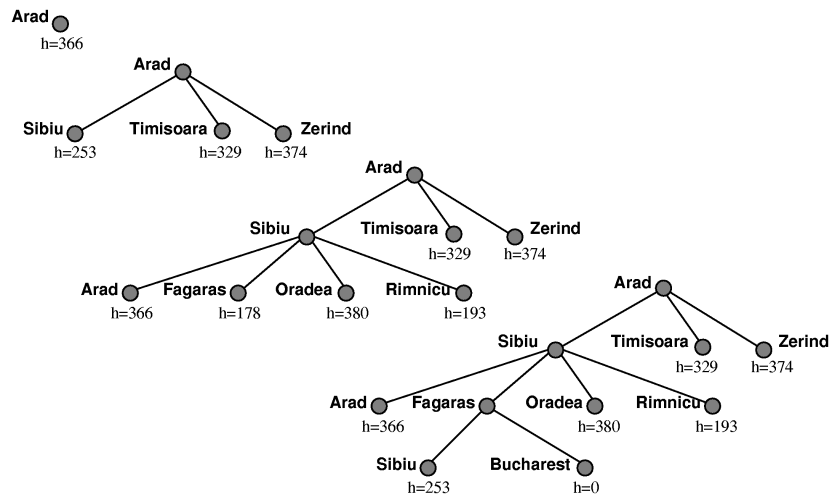 Arad
h=366
Arad
Sibiu Timisoara Zerind
h=253 h=329 h=374
Arad
Sibiu Timisoara Zerind
h=329 h=374
Arad Fagaras Oradea Rimnicu
h=366 h=178 h=380 h=193
Arad
Sibiu Timisoara Zerind
h=329 h=374
Arad Fagaras Oradea Rimnicu
h=366 h=380 h=193
Sibiu Bucharest
h=253 h=0